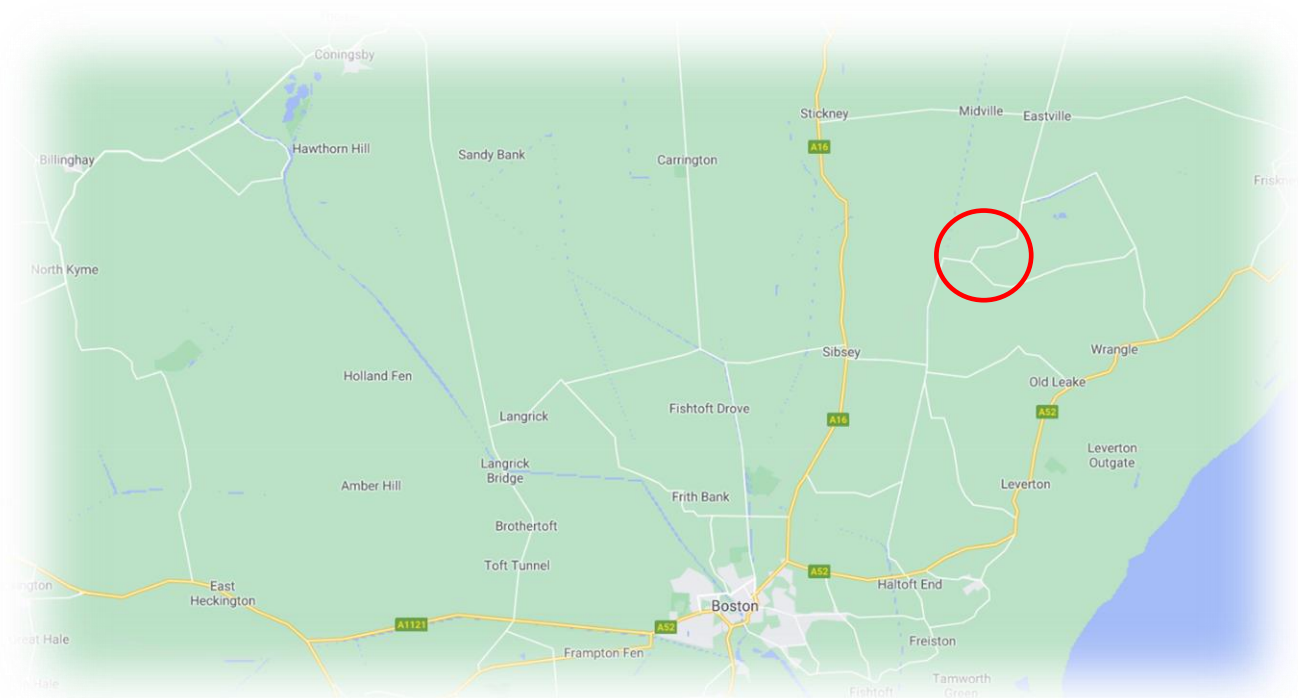 Coningsby
Stickney
Midville
Eastville
A16
Hawthorn Hill
Sandy Bank
Carrington
Billinghay
North Kyme
Sibsey
Wrangle
Holland Fen
Old Leake
Langrick
Fishtoft Drove
A16
A52
Leverton
Outgate
Langrick
Bridge
Amber Hill
Frith Bank
Leverton
Brothertoft
Toft Tunnel
A52
Haltoft End
East
Heckington
Boston
A1121
A52
Freiston
Frampton Fen
Tamworth
Green
Fishtoft